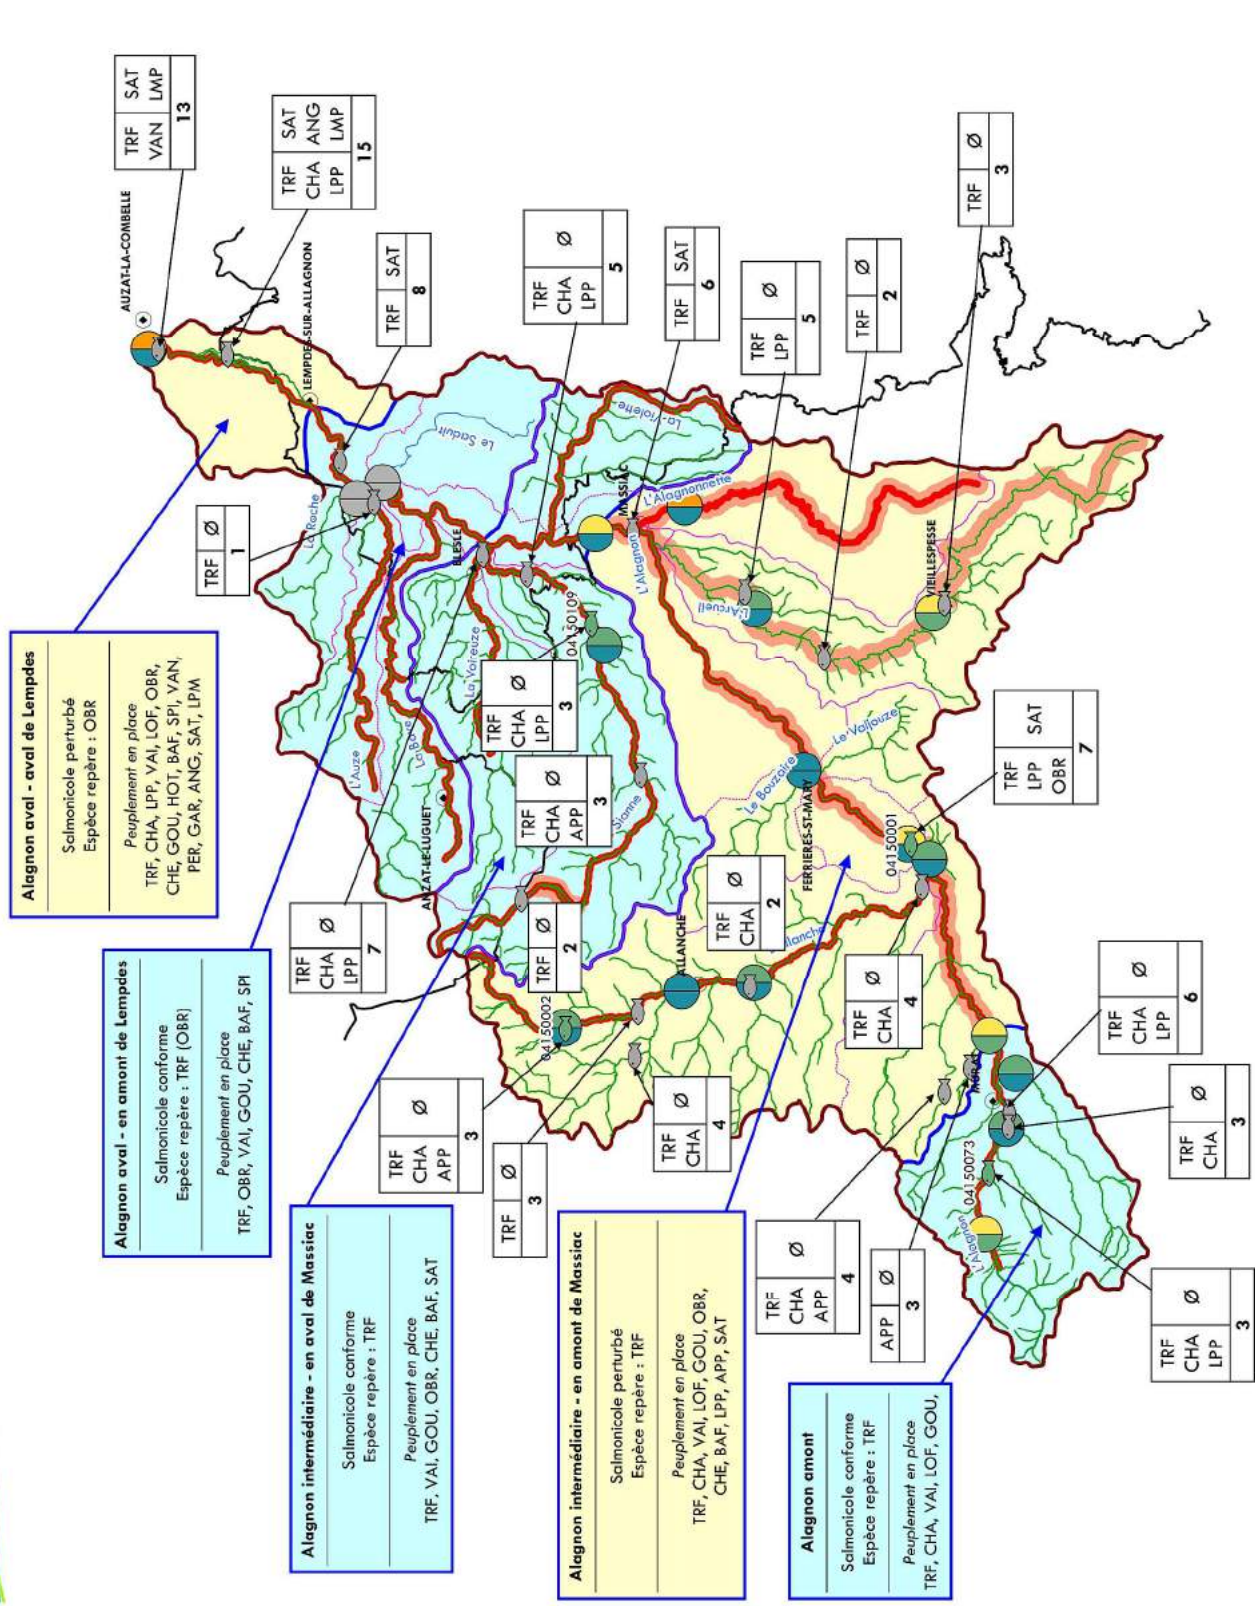 Alagnon aval - aval de Lempdes
Salmonicole perturbé
Espèce repère : OBR
Peuplement en place
TRF, CHA, LPP, VAI, LOF, OBR,
CHE, GOU, HOT, BAF, SPI, VAN,
PER, GAR, ANG, SAT, LPM
Alagnon aval - en amont de Lempdes
Salmonicole conforme
Espèce repère : TRF (OBR)
Peuplement en place
TRF, OBR, VAI, GOU, CHE, BAF, SPI
Alagnon intermédiaire - en aval de Massiac
Salmonicole conforme
Espèce repère : TRF
Peuplement en place
TRF, VAI, GOU, OBR, CHE, BAF, SAT
Alagnon intermédiaire - en amont de Massiac
Salmonicole perturbé
Espèce repère : TRF
Peuplement en place
TRF, CHA, VAI, LOF, GOU, OBR,
CHE, BAF, LPP, APP, SAT
Alagnon amont
Salmonicole conforme
Espèce repère : TRF
Peuplement en place
TRF, CHA, VAI, LOF, GOU,
TRF SAT
VAN LMP
13
TRF SAT
CHA ANG
LPP LMP
15
TRF SAT
8
TRF Ø
CHA
LPP
5
TRF SAT
6
TRF Ø
LPP
5
TRF Ø
2
TRF Ø
3
TRF Ø
1
TRF Ø
CHA
LPP
3
TRF Ø
CHA
APP
3
TRF Ø
CHA
LPP
7
TRF Ø
2
TRF Ø
CHA
2
TRF SAT
LPP
OBR
7
TRF Ø
CHA
4
TRF Ø
CHA
APP
3
TRF Ø
3
TRF Ø
CHA
4
TRF Ø
CHA
LPP
6
TRF Ø
CHA
3
TRF Ø
CHA
APP
4
APP Ø
3
TRF Ø
CHA
LPP
3
AUZAT-LA-COMBELLE
LEMPDES-SUR-ALLAGNON
La Roche
Le Saduit
La Violette
BLESLE
MASSIAC
L'Alagnonnette
L'Alagnon
L'Arcueil
VIEILLESPESSE
L'Auze
La Voireuze
04150109
ANZAT-LE-LUGUET
Sianne
Le Bouzaire
Le Valjouze
FERRIERES-ST-MARY
04150001
ALLANCHE
04150002
MURAT
04150073
L'Alagnon